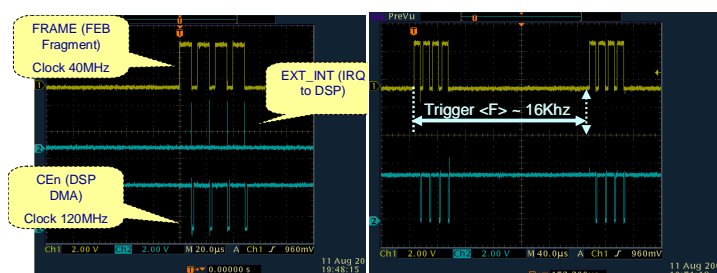 FRAME (FEB
Fragment)
Clock 40MHz
EXT_INT (IRQ
to DSP)
CEn (DSP
DMA)
Clock 120MHz
Ch1 2.00 V Ch2 2.00 V M 20.0µs A Ch1 960mV
0.00000 s
11 Aug 20
19:48:15
PreVu
Trigger <F> ~ 16Khz
Ch1 2.00 V Ch2 2.00 V M 40.0µs A Ch1 960mV
11 Aug 20